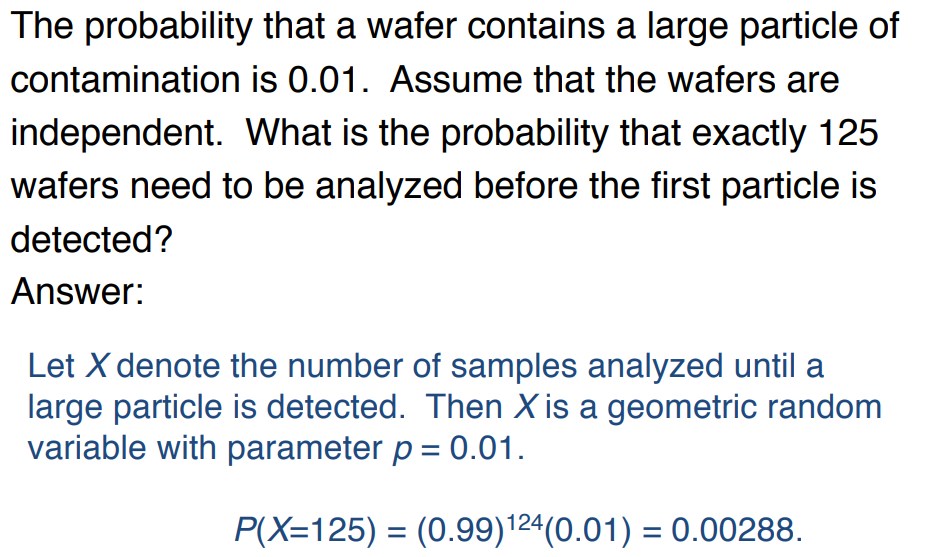 The probability that a wafer contains a large particle of
contamination is 0.01.  Assume that the wafers are
independent.  What is the probability that exactly 125
wafers need to be analyzed before the first particle is
detected?
Answer:
Let X denote the number of samples analyzed until a
large particle is detected.  Then X is a geometric random
variable with parameter p = 0.01.
P(X=125) = (0.99)¹²⁴(0.01) = 0.00288.